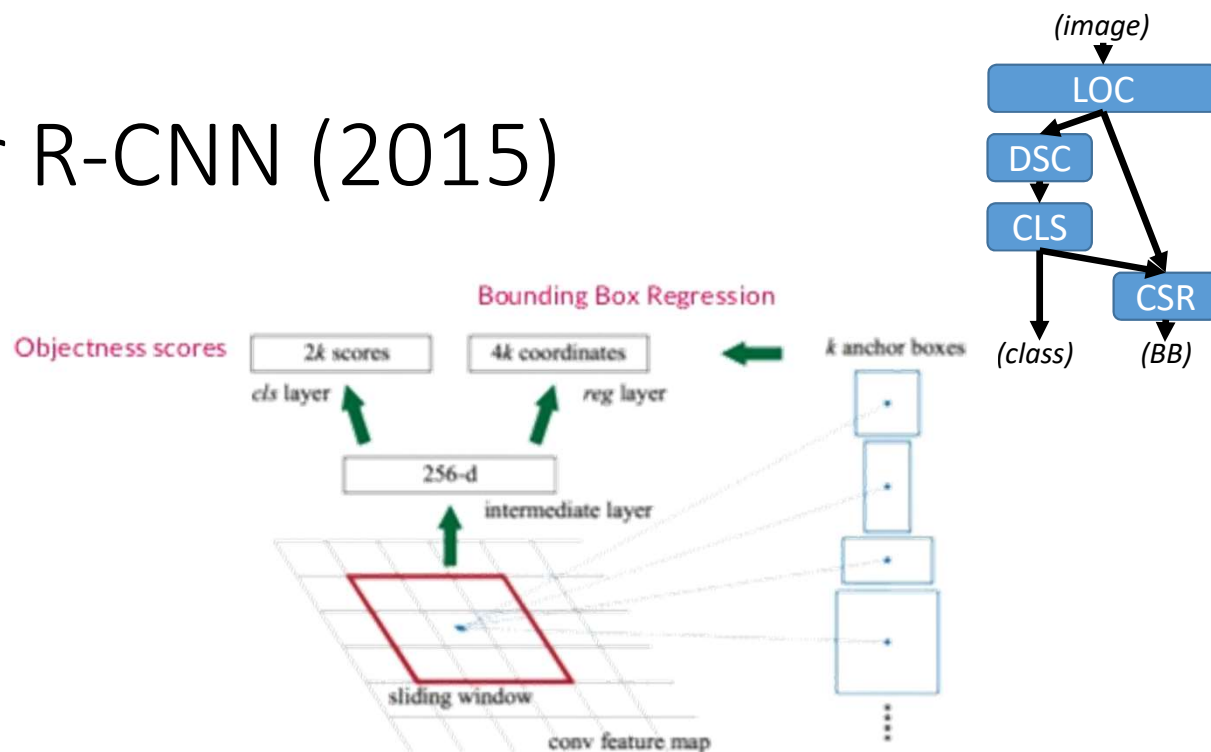 r R-CNN (2015)
(image)
LOC
DSC
CLS
CSR
(class)
(BB)
Bounding Box Regression
Objectness scores
2k scores
4k coordinates
k anchor boxes
cls layer
reg layer
256-d
intermediate layer
sliding window
conv feature map